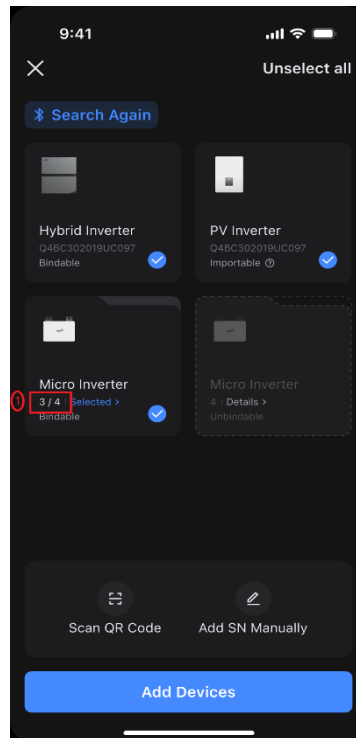 9:41
Unselect all
Search Again
Hybrid Inverter
Q4BC302019UC097
Bindable
PV Inverter
Q4BC302019UC097
Importable
Micro Inverter
1 3 / 4 | Selected >
Bindable
Micro Inverter
4 | Details >
Unbindable
Scan QR Code
Add SN Manually
Add Devices